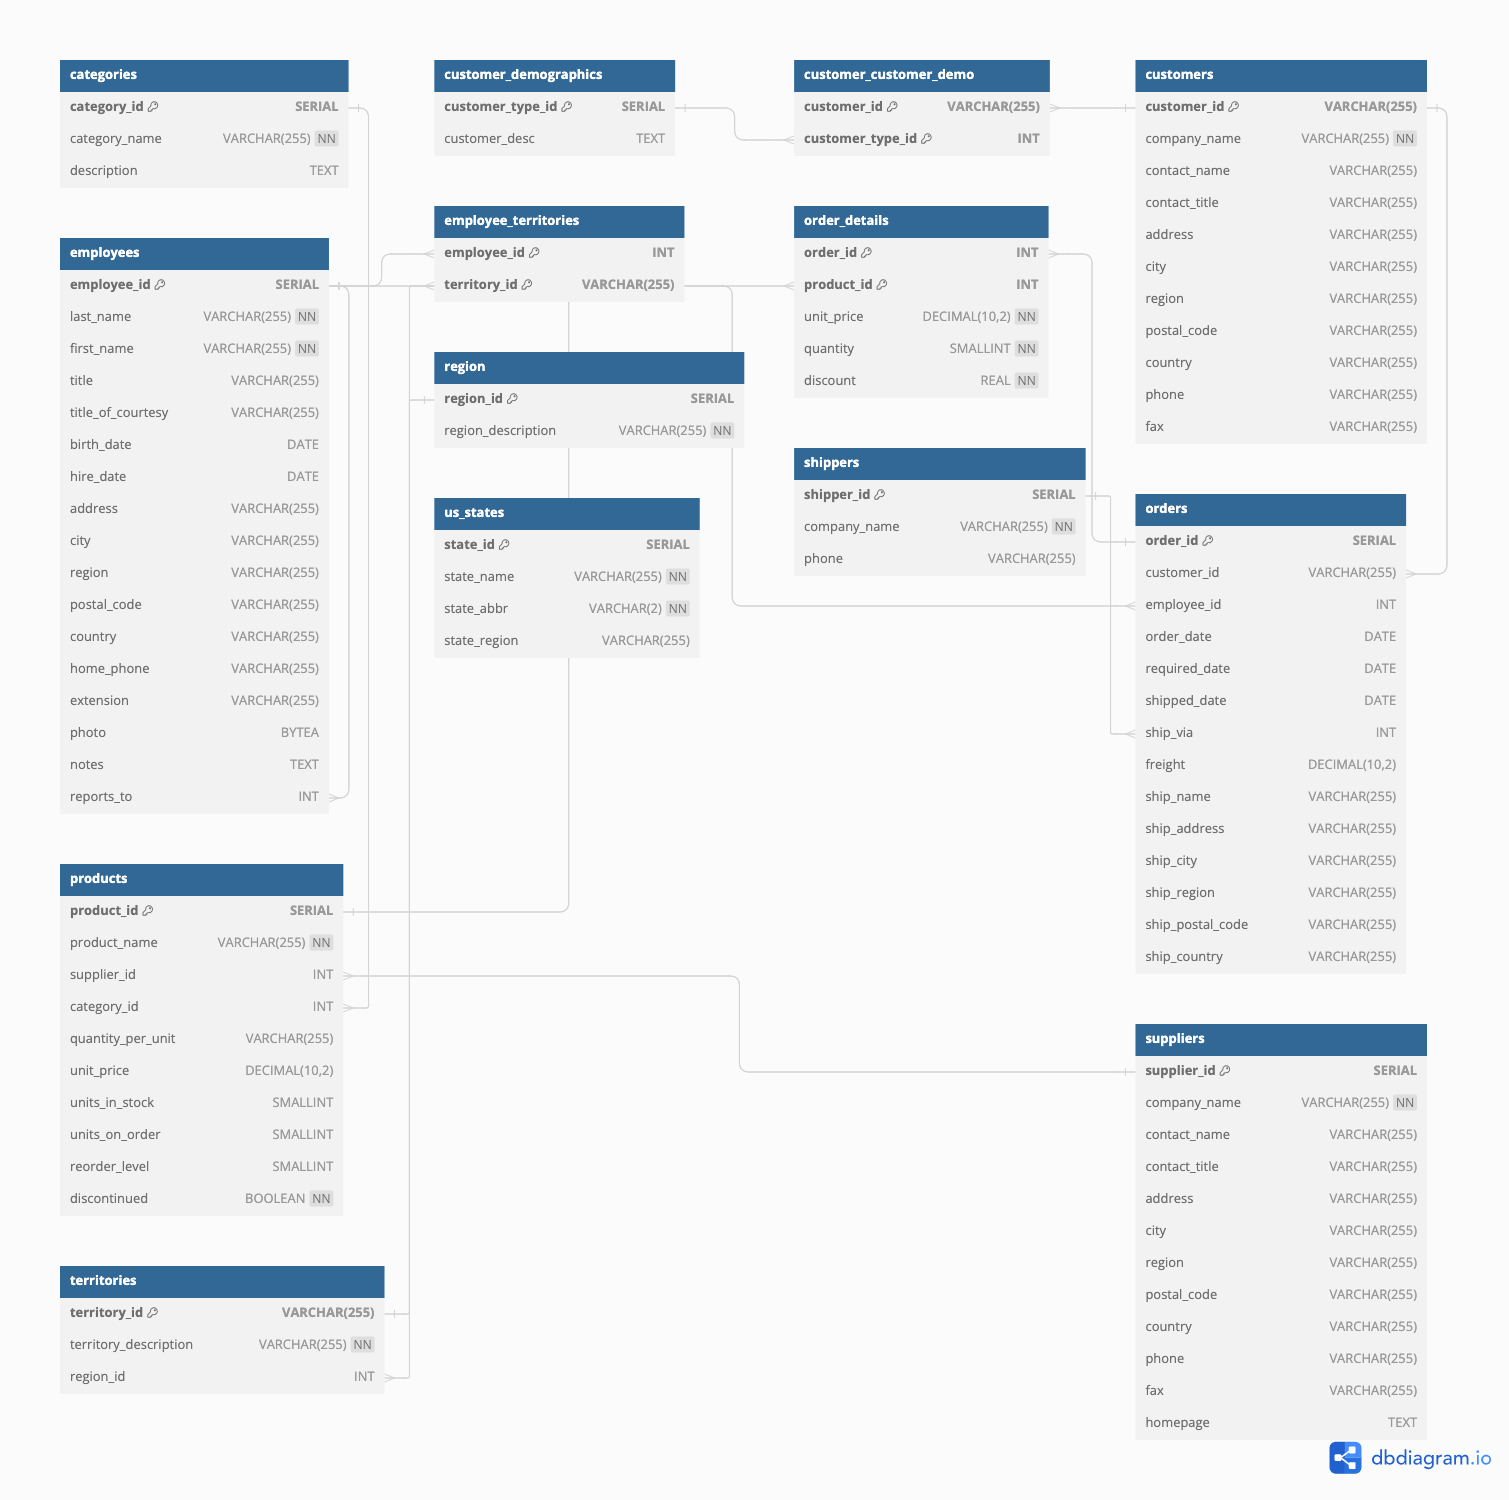 categories
category_id SERIAL
category_name VARCHAR(255) NN
description TEXT
customer_demographics
customer_type_id SERIAL
customer_desc TEXT
customer_customer_demo
customer_id VARCHAR(255)
customer_type_id INT
customers
customer_id VARCHAR(255)
company_name VARCHAR(255) NN
contact_name VARCHAR(255)
contact_title VARCHAR(255)
address VARCHAR(255)
city VARCHAR(255)
region VARCHAR(255)
postal_code VARCHAR(255)
country VARCHAR(255)
phone VARCHAR(255)
fax VARCHAR(255)
employees
employee_id SERIAL
last_name VARCHAR(255) NN
first_name VARCHAR(255) NN
title VARCHAR(255)
title_of_courtesy VARCHAR(255)
birth_date DATE
hire_date DATE
address VARCHAR(255)
city VARCHAR(255)
region VARCHAR(255)
postal_code VARCHAR(255)
country VARCHAR(255)
home_phone VARCHAR(255)
extension VARCHAR(255)
photo BYTEA
notes TEXT
reports_to INT
employee_territories
employee_id INT
territory_id VARCHAR(255)
order_details
order_id INT
product_id INT
unit_price DECIMAL(10,2) NN
quantity SMALLINT NN
discount REAL NN
region
region_id SERIAL
region_description VARCHAR(255) NN
shippers
shipper_id SERIAL
company_name VARCHAR(255) NN
phone VARCHAR(255)
us_states
state_id SERIAL
state_name VARCHAR(255) NN
state_abbr VARCHAR(2) NN
state_region VARCHAR(255)
orders
order_id SERIAL
customer_id VARCHAR(255)
employee_id INT
order_date DATE
required_date DATE
shipped_date DATE
ship_via INT
freight DECIMAL(10,2)
ship_name VARCHAR(255)
ship_address VARCHAR(255)
ship_city VARCHAR(255)
ship_region VARCHAR(255)
ship_postal_code VARCHAR(255)
ship_country VARCHAR(255)
products
product_id SERIAL
product_name VARCHAR(255) NN
supplier_id INT
category_id INT
quantity_per_unit VARCHAR(255)
unit_price DECIMAL(10,2)
units_in_stock SMALLINT
units_on_order SMALLINT
reorder_level SMALLINT
discontinued BOOLEAN NN
suppliers
supplier_id SERIAL
company_name VARCHAR(255) NN
contact_name VARCHAR(255)
contact_title VARCHAR(255)
address VARCHAR(255)
city VARCHAR(255)
region VARCHAR(255)
postal_code VARCHAR(255)
country VARCHAR(255)
phone VARCHAR(255)
fax VARCHAR(255)
homepage TEXT
territories
territory_id VARCHAR(255)
territory_description VARCHAR(255) NN
region_id INT
dbdiagram.io